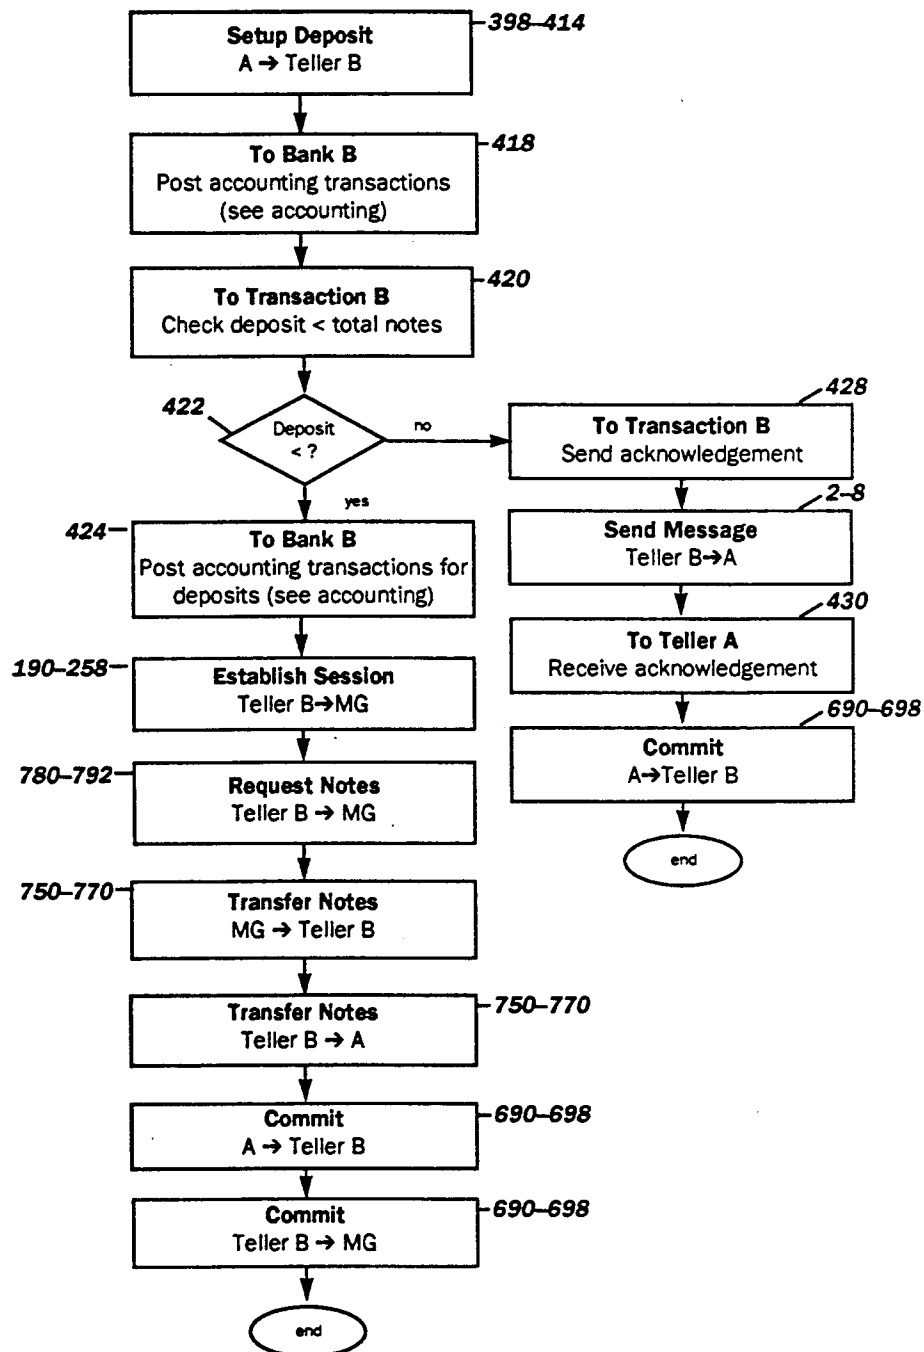 398–414
Setup Deposit
A → Teller B
418
To Bank B
Post accounting transactions
(see accounting)
420
To Transaction B
Check deposit < total notes
422
Deposit
< ?
no
yes
428
To Transaction B
Send acknowledgement
2–8
Send Message
Teller B→A
430
To Teller A
Receive acknowledgement
690–698
Commit
A→Teller B
end
424
To Bank B
Post accounting transactions for
deposits (see accounting)
190–258
Establish Session
Teller B→MG
780–792
Request Notes
Teller B → MG
750–770
Transfer Notes
MG → Teller B
750–770
Transfer Notes
Teller B → A
690–698
Commit
A → Teller B
690–698
Commit
Teller B → MG
end